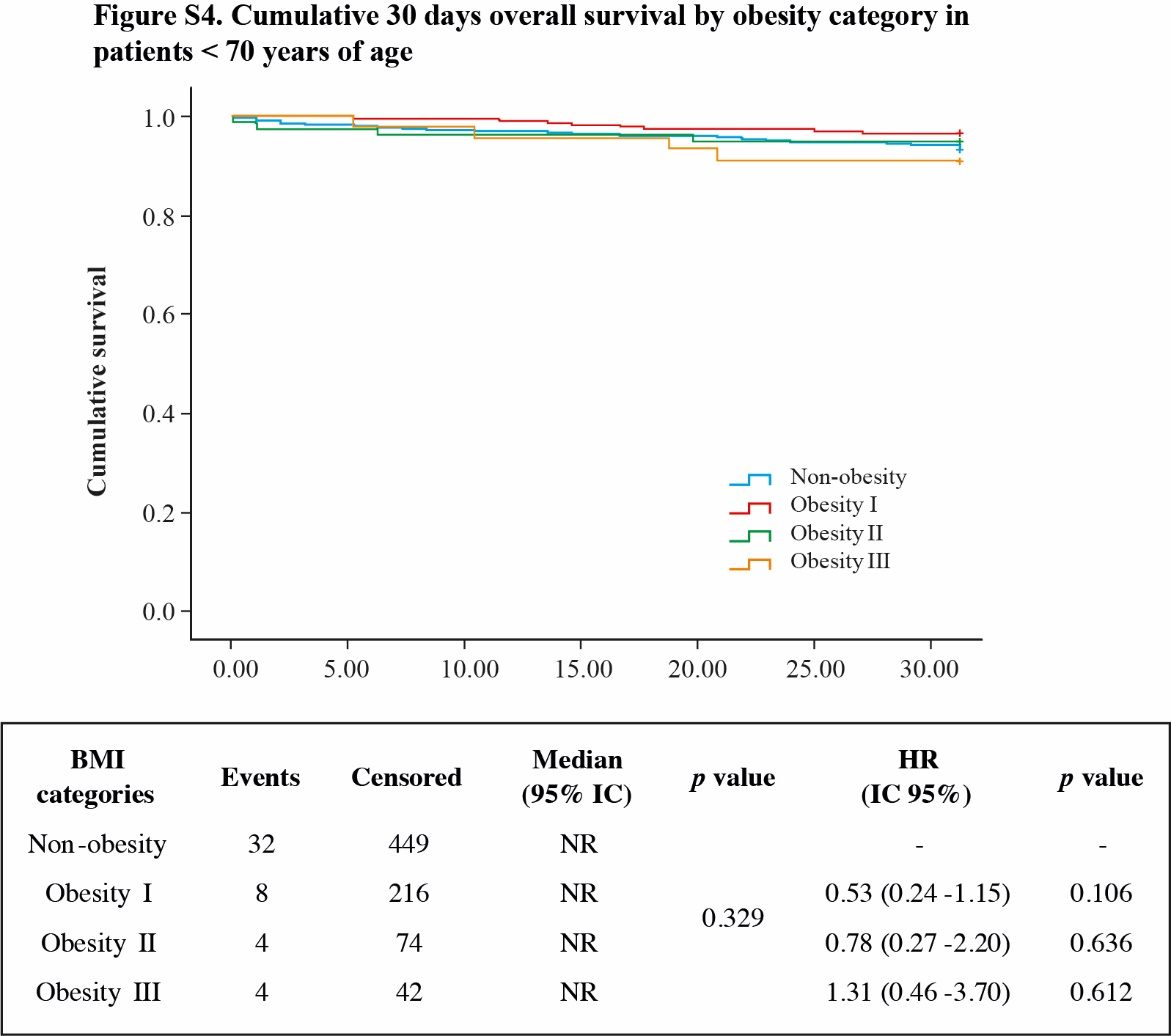 Figure S4. Cumulative 30 days overall survival by obesity category in
patients < 70 years of age
Cumulative survival
1.0
0.8
0.6
0.4
0.2
0.0
Non-obesity
Obesity I
Obesity II
Obesity III
0.00 5.00 10.00 15.00 20.00 25.00 30.00
BMI categories Events Censored Median (95% IC) p value HR (IC 95%) p value
Non-obesity 32 449 NR - -
Obesity I 8 216 NR 0.53 (0.24 -1.15) 0.106
0.329
Obesity II 4 74 NR 0.78 (0.27 -2.20) 0.636
Obesity III 4 42 NR 1.31 (0.46 -3.70) 0.612